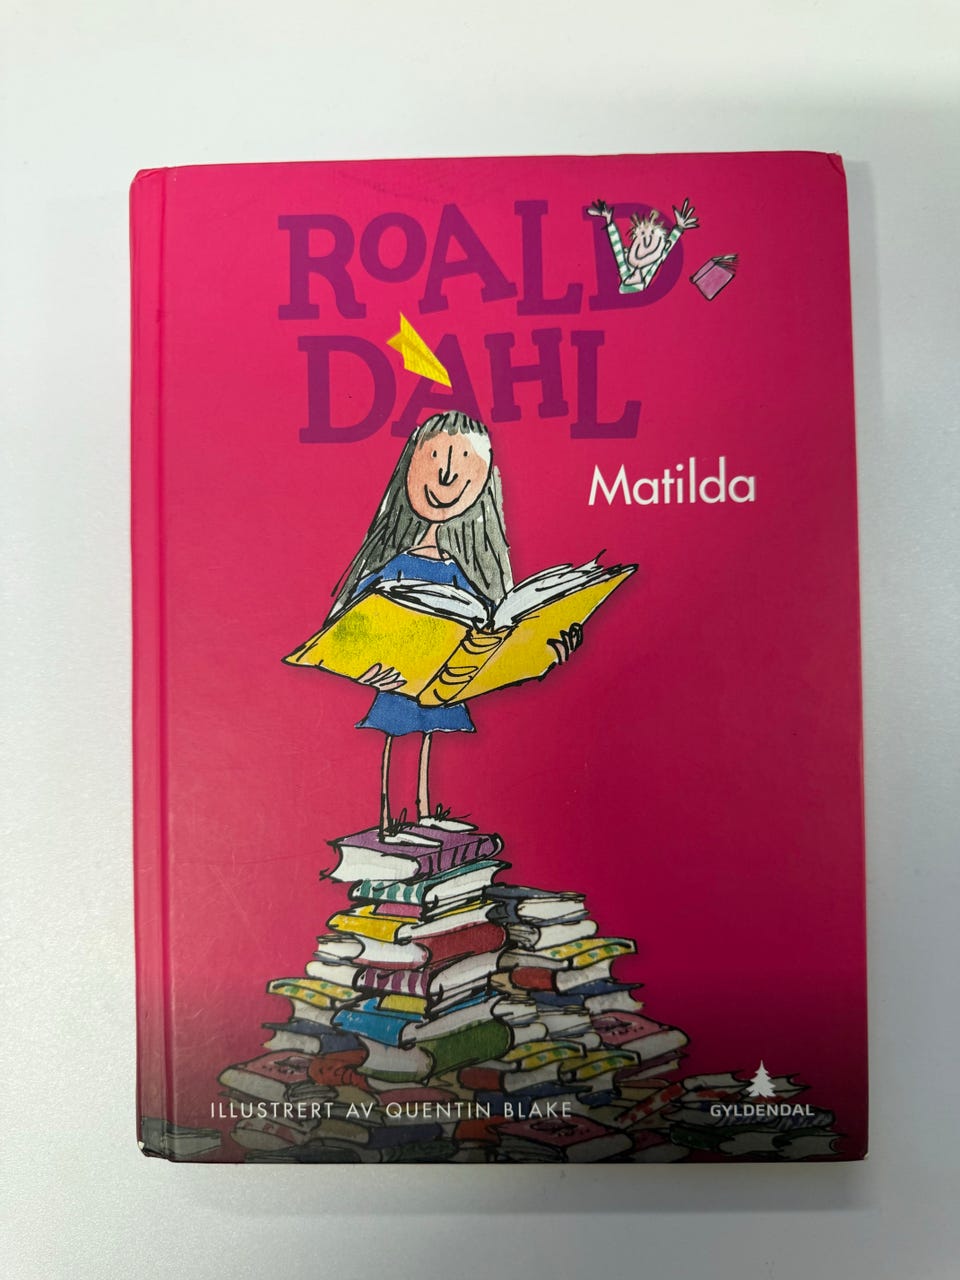 ROALD
DAHL
Matilda
ILLUSTRERT AV QUENTIN BLAKE
GYLDENDAL